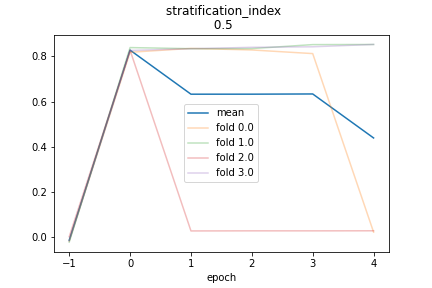 stratification_index
0.5
0.8
0.6
0.4
0.2
0.0
mean
fold 0.0
fold 1.0
fold 2.0
fold 3.0
−1
0
1
2
3
4
epoch